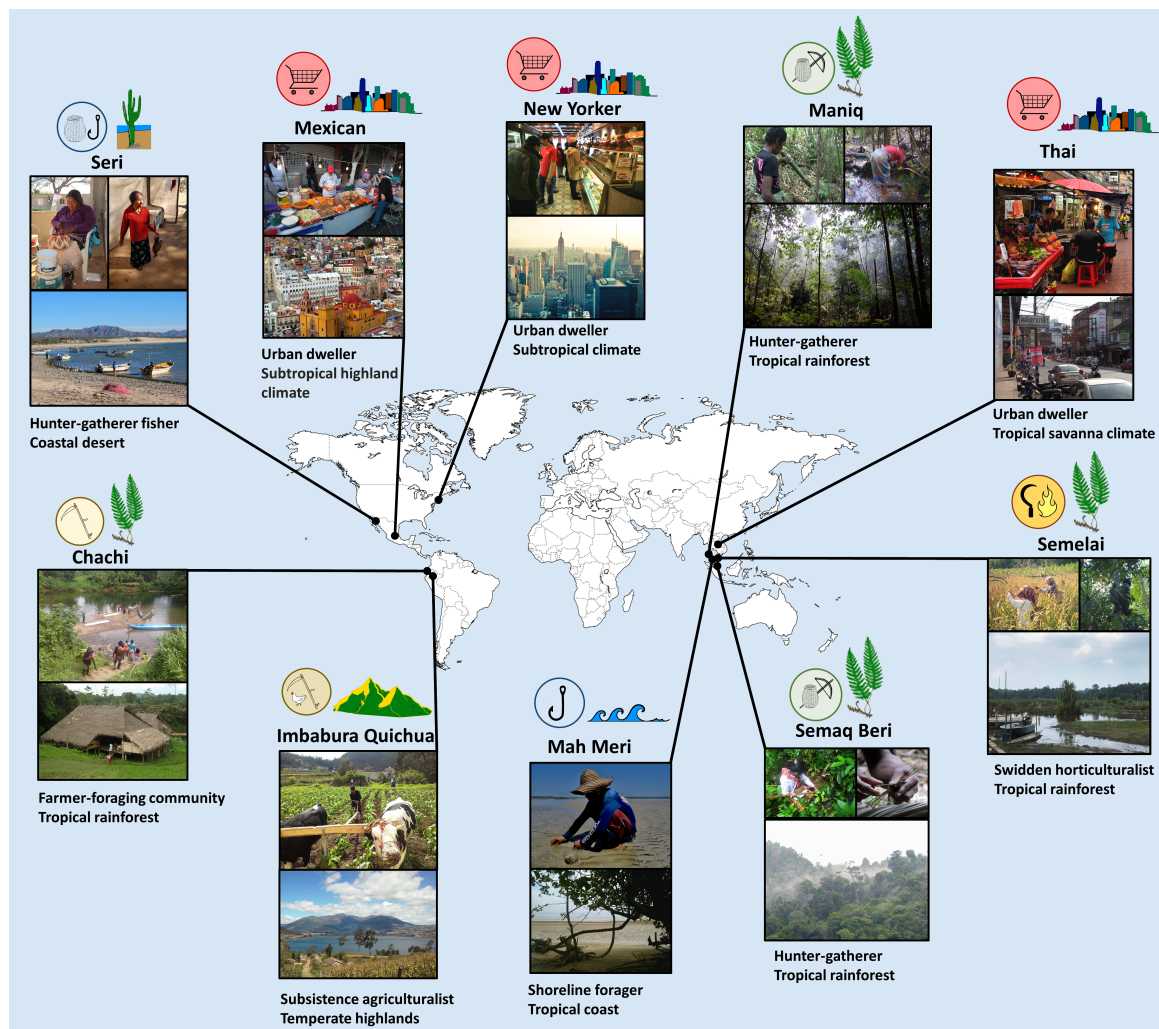 Seri
Hunter-gatherer fisher
Coastal desert
Mexican
Urban dweller
Subtropical highland
climate
New Yorker
Urban dweller
Subtropical climate
Maniq
Hunter-gatherer
Tropical rainforest
Thai
Urban dweller
Tropical savanna climate
Chachi
Farmer-foraging community
Tropical rainforest
Imbabura Quichua
Subsistence agriculturalist
Temperate highlands
Mah Meri
Shoreline forager
Tropical coast
Semaq Beri
Hunter-gatherer
Tropical rainforest
Semelai
Swidden horticulturalist
Tropical rainforest